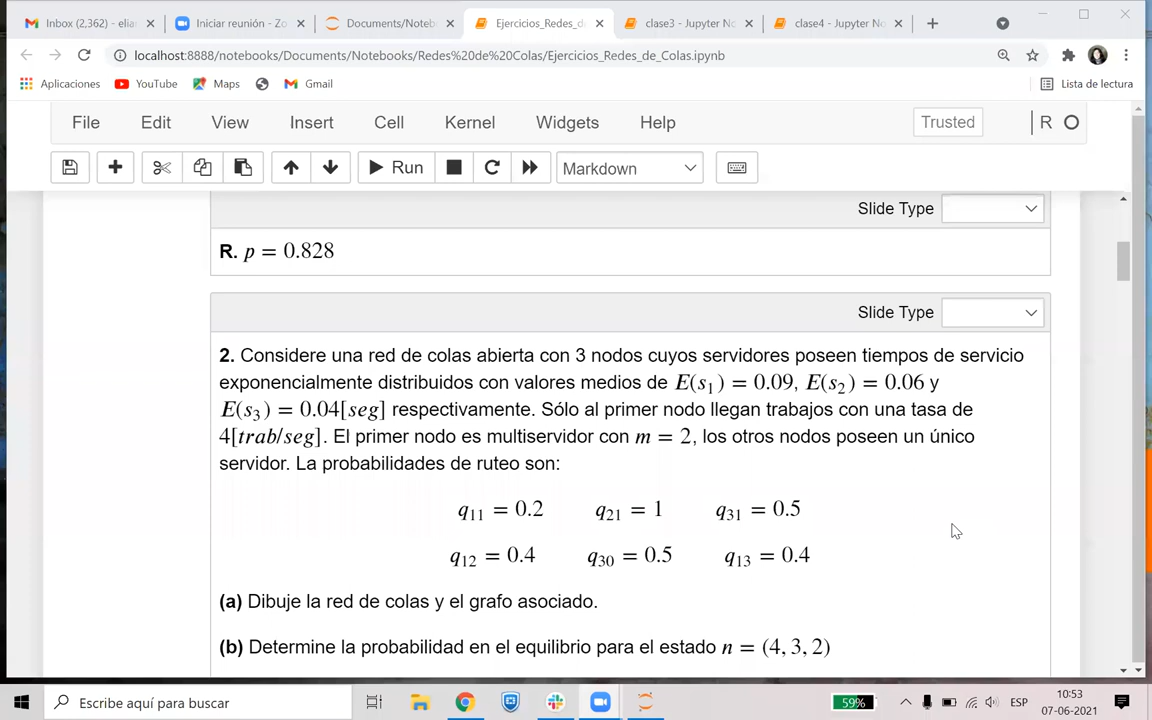 Inbox (2,362) - elia
Iniciar reunión - Zo
Documents/Noteb
Ejercicios_Redes_d
clase3 - Jupyter No
clase4 - Jupyter No
localhost:8888/notebooks/Documents/Notebooks/Redes%20de%20Colas/Ejercicios_Redes_de_Colas.ipynb
Aplicaciones YouTube Maps Gmail Lista de lectura
File Edit View Insert Cell Kernel Widgets Help Trusted R
Run Markdown
Slide Type
R. p = 0.828
Slide Type
2. Considere una red de colas abierta con 3 nodos cuyos servidores poseen tiempos de servicio
exponencialmente distribuidos con valores medios de E(s₁) = 0.09, E(s₂) = 0.06 y
E(s₃) = 0.04[seg] respectivamente. Sólo al primer nodo llegan trabajos con una tasa de
4[trab/seg]. El primer nodo es multiservidor con m = 2, los otros nodos poseen un único
servidor. La probabilidades de ruteo son:
q₁₁ = 0.2 q₂₁ = 1 q₃₁ = 0.5
q₁₂ = 0.4 q₃₀ = 0.5 q₁₃ = 0.4
(a) Dibuje la red de colas y el grafo asociado.
(b) Determine la probabilidad en el equilibrio para el estado n = (4, 3, 2)
Escribe aquí para buscar
59%
ESP
10:53
07-06-2021